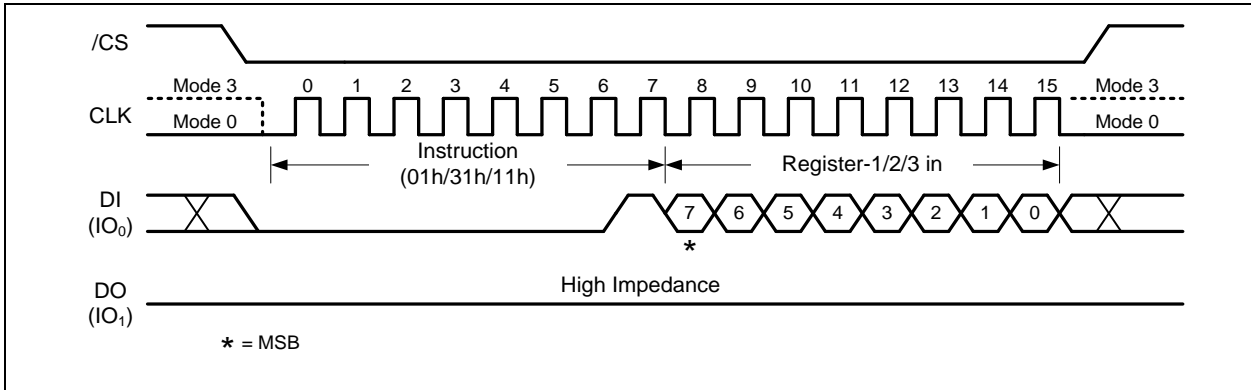 /CS
Mode 3 0 1 2 3 4 5 6 7 8 9 10 11 12 13 14 15 Mode 3
CLK
Mode 0 Mode 0
Instruction
(01h/31h/11h)
Register-1/2/3 in
DI
(IO₀)
7 6 5 4 3 2 1 0
*
DO
(IO₁)
High Impedance
* = MSB